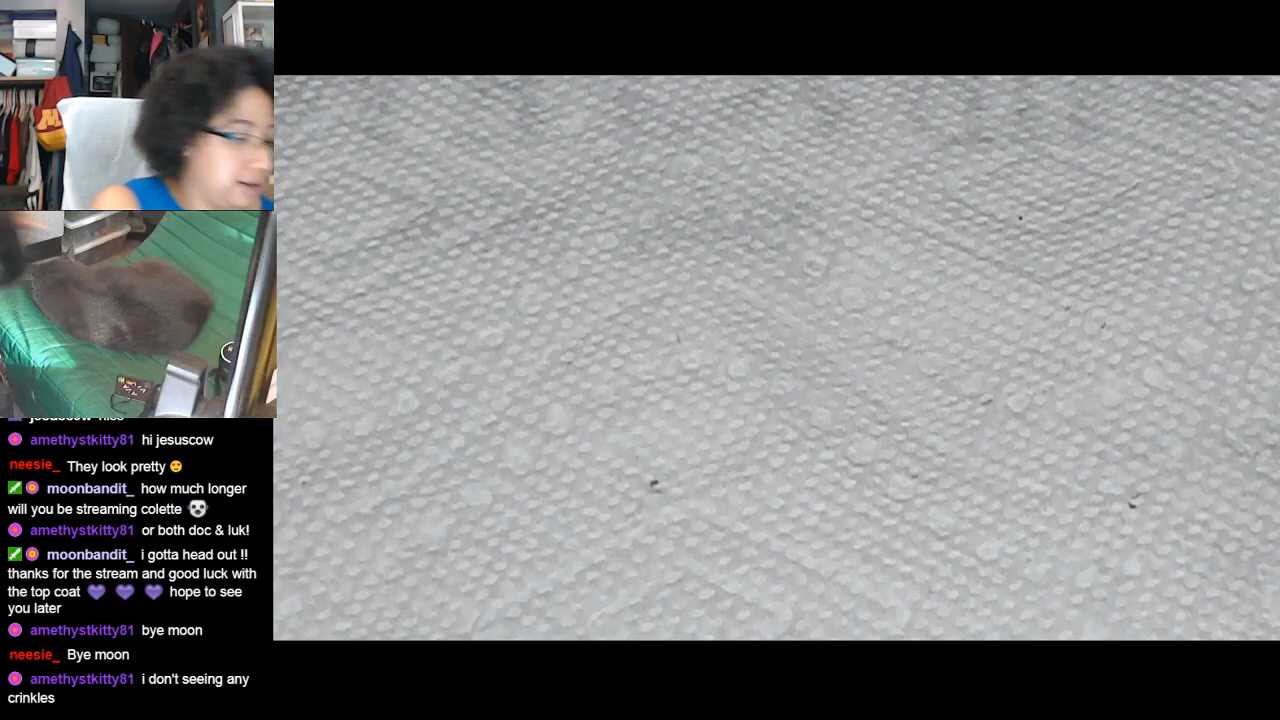 amethystkitty81 hi jesuscow
neesie_ They look pretty
moonbandit_ how much longer
will you be streaming colette
amethystkitty81 or both doc & luk!
moonbandit_ i gotta head out !!
thanks for the stream and good luck with
the top coat hope to see
you later
amethystkitty81 bye moon
neesie_ Bye moon
amethystkitty81 i don't seeing any
crinkles